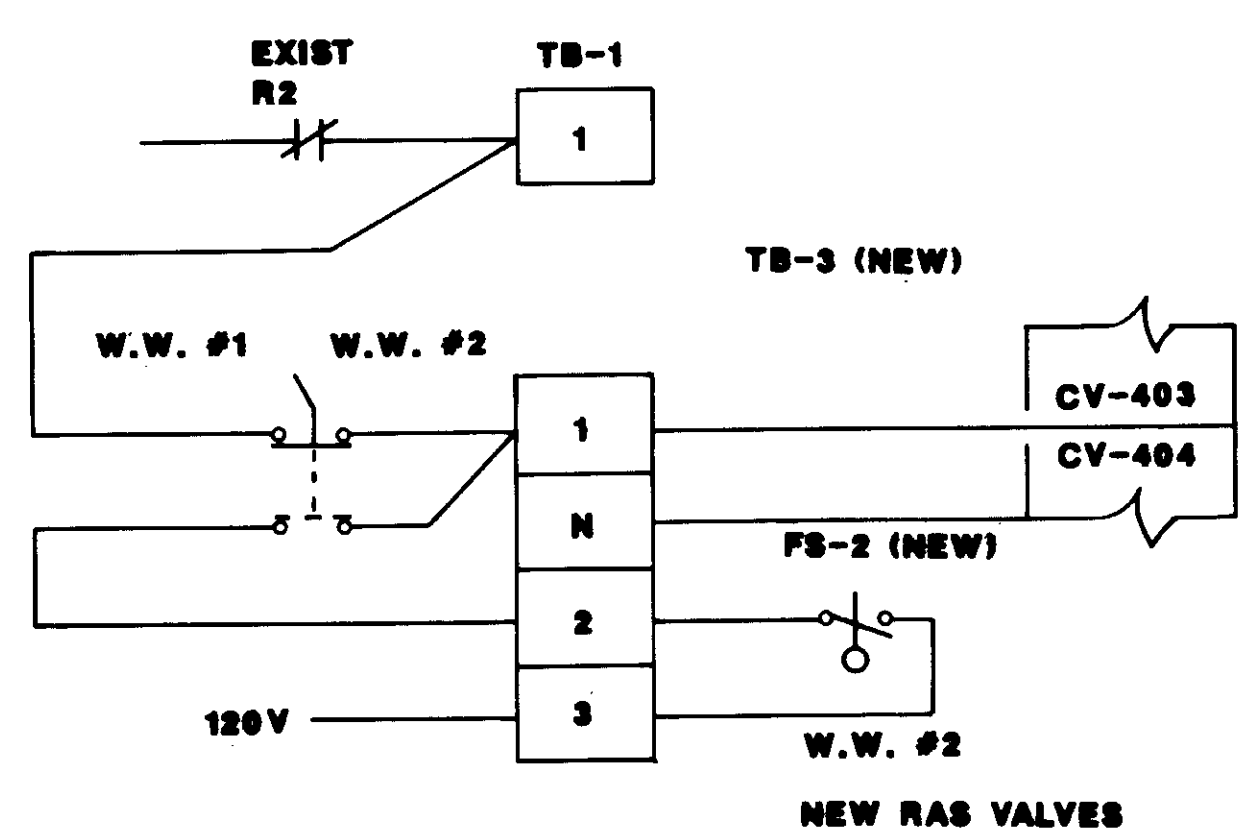 EXIST
R2
TB-1
1
TB-3 (NEW)
W.W. #1
W.W. #2
1
CV-403
CV-404
N
FS-2 (NEW)
2
120V
3
W.W. #2
NEW RAS VALVES